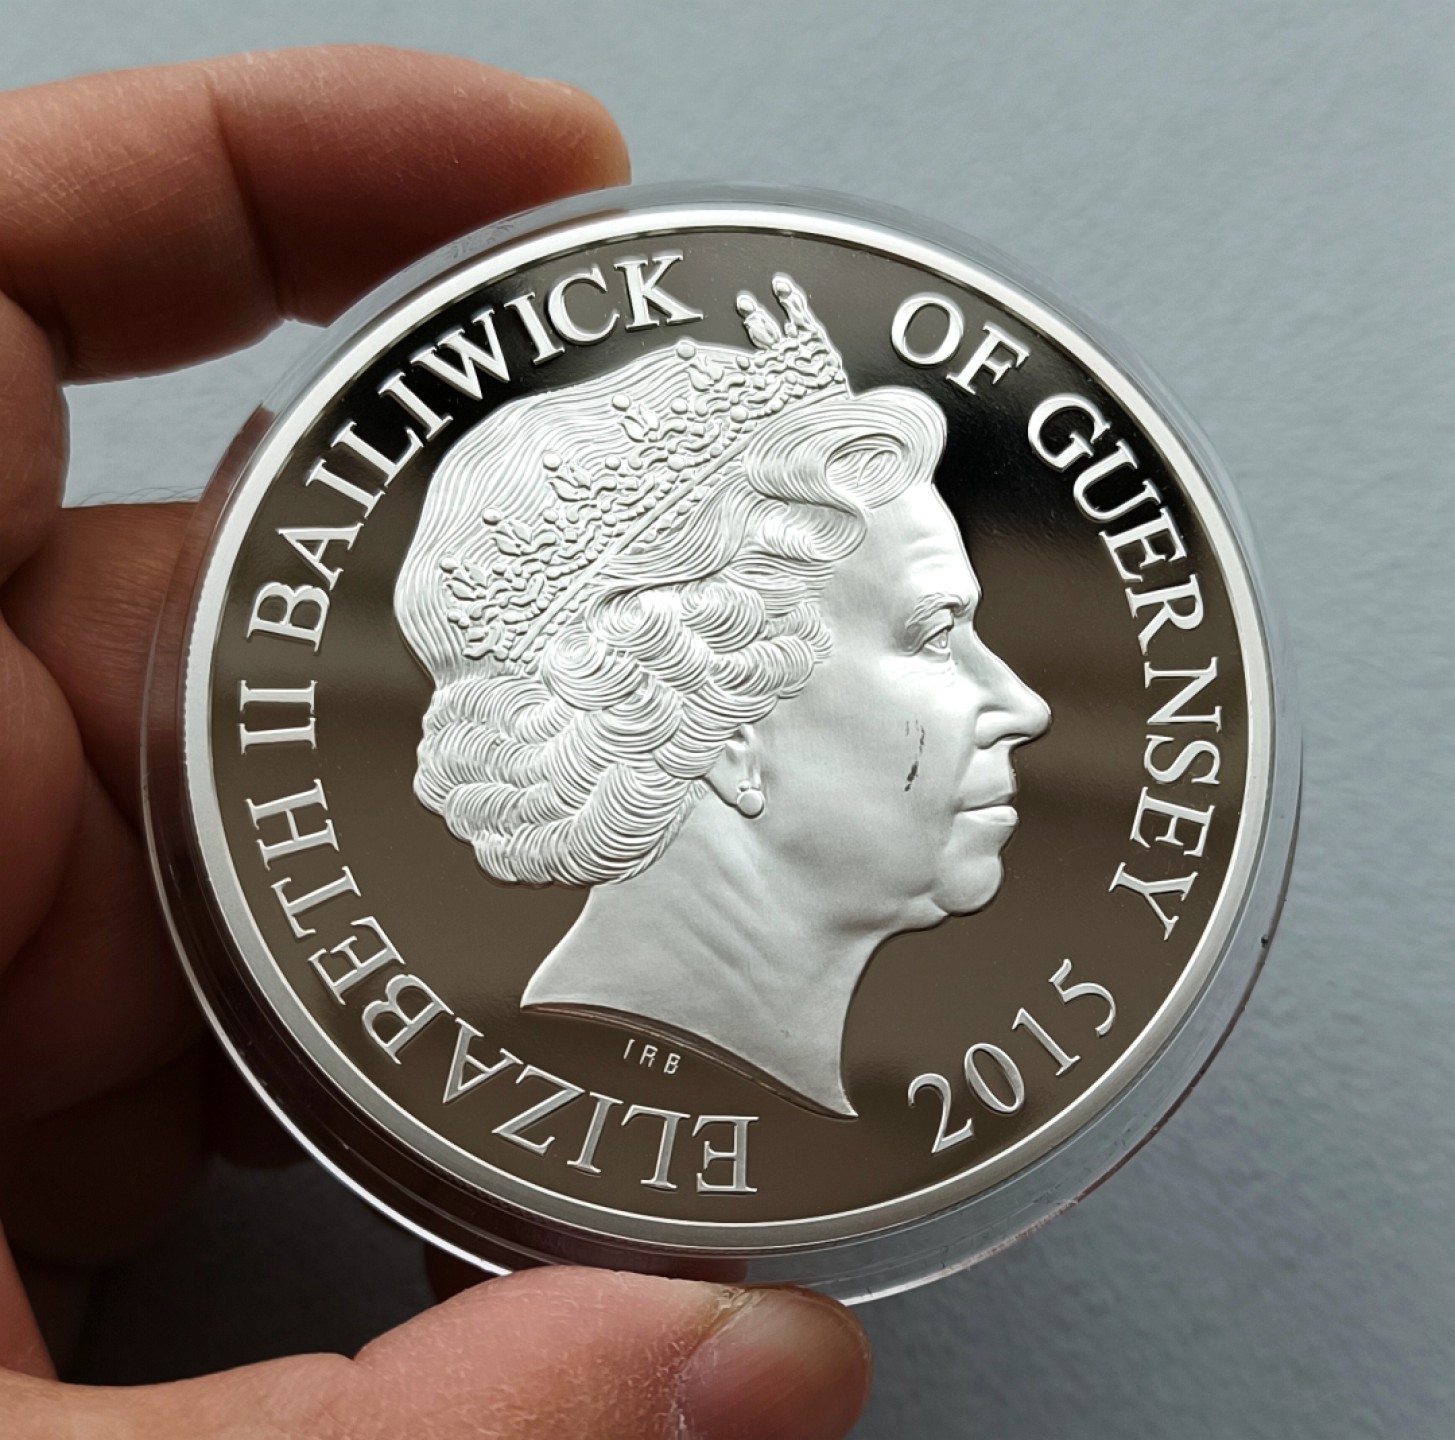 ELIZABETH II BAILIWICK OF GUERNSEY 2015
IRB